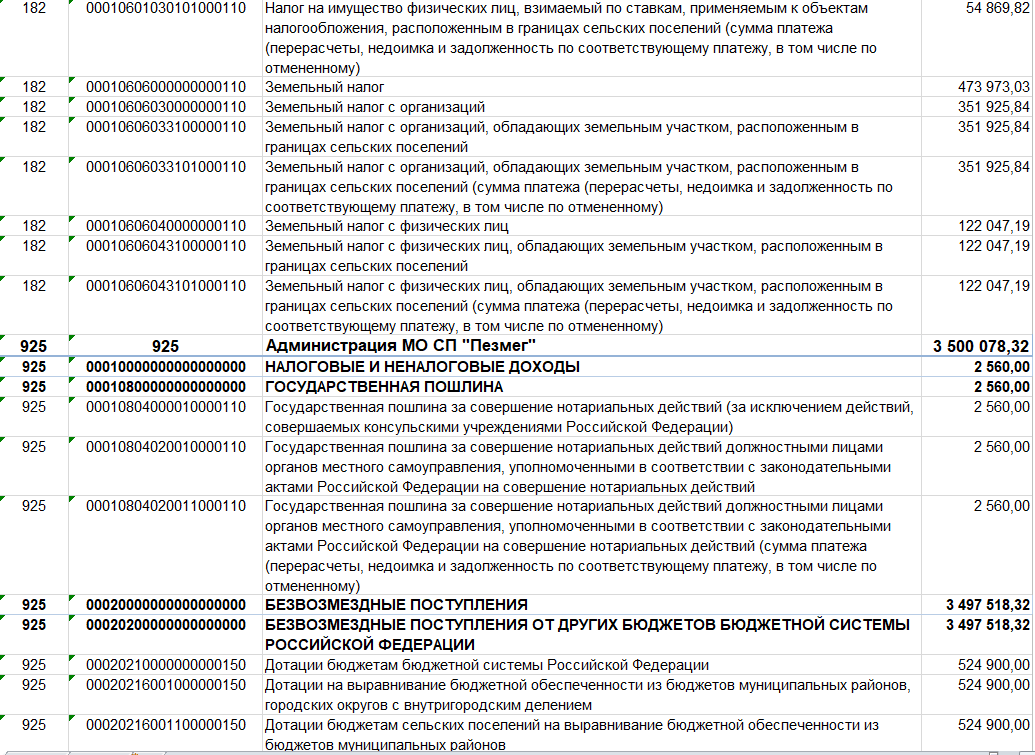 182 00010601030101000110 Налог на имущество физических лиц, взимаемый по ставкам, применяемым к объектам 54 869,82
налогообложения, расположенным в границах сельских поселений (сумма платежа
(перерасчеты, недоимка и задолженность по соответствующему платежу, в том числе по
отмененному)
182 00010606000000000110 Земельный налог 473 973,03
182 00010606030000000110 Земельный налог с организаций 351 925,84
182 00010606033100000110 Земельный налог с организаций, обладающих земельным участком, расположенным в 351 925,84
границах сельских поселений
182 00010606033101000110 Земельный налог с организаций, обладающих земельным участком, расположенным в 351 925,84
границах сельских поселений (сумма платежа (перерасчеты, недоимка и задолженность по
соответствующему платежу, в том числе по отмененному)
182 00010606040000000110 Земельный налог с физических лиц 122 047,19
182 00010606043100000110 Земельный налог с физических лиц, обладающих земельным участком, расположенным в 122 047,19
границах сельских поселений
182 00010606043101000110 Земельный налог с физических лиц, обладающих земельным участком, расположенным в 122 047,19
границах сельских поселений (сумма платежа (перерасчеты, недоимка и задолженность по
соответствующему платежу, в том числе по отмененному)
925 925 Администрация МО СП "Пезмег" 3 500 078,32
925 00010000000000000000 НАЛОГОВЫЕ И НЕНАЛОГОВЫЕ ДОХОДЫ 2 560,00
925 00010800000000000000 ГОСУДАРСТВЕННАЯ ПОШЛИНА 2 560,00
925 00010804000010000110 Государственная пошлина за совершение нотариальных действий (за исключением действий, 2 560,00
совершаемых консульскими учреждениями Российской Федерации)
925 00010804020010000110 Государственная пошлина за совершение нотариальных действий должностными лицами 2 560,00
органов местного самоуправления, уполномоченными в соответствии с законодательными
актами Российской Федерации на совершение нотариальных действий
925 00010804020011000110 Государственная пошлина за совершение нотариальных действий должностными лицами 2 560,00
органов местного самоуправления, уполномоченными в соответствии с законодательными
актами Российской Федерации на совершение нотариальных действий (сумма платежа
(перерасчеты, недоимка и задолженность по соответствующему платежу, в том числе по
отмененному)
925 00020000000000000000 БЕЗВОЗМЕЗДНЫЕ ПОСТУПЛЕНИЯ 3 497 518,32
925 00020200000000000000 БЕЗВОЗМЕЗДНЫЕ ПОСТУПЛЕНИЯ ОТ ДРУГИХ БЮДЖЕТОВ БЮДЖЕТНОЙ СИСТЕМЫ 3 497 518,32
РОССИЙСКОЙ ФЕДЕРАЦИИ
925 00020210000000000150 Дотации бюджетам бюджетной системы Российской Федерации 524 900,00
925 00020216001000000150 Дотации на выравнивание бюджетной обеспеченности из бюджетов муниципальных районов, 524 900,00
городских округов с внутригородским делением
925 00020216001100000150 Дотации бюджетам сельских поселений на выравнивание бюджетной обеспеченности из 524 900,00
бюджетов муниципальных районов